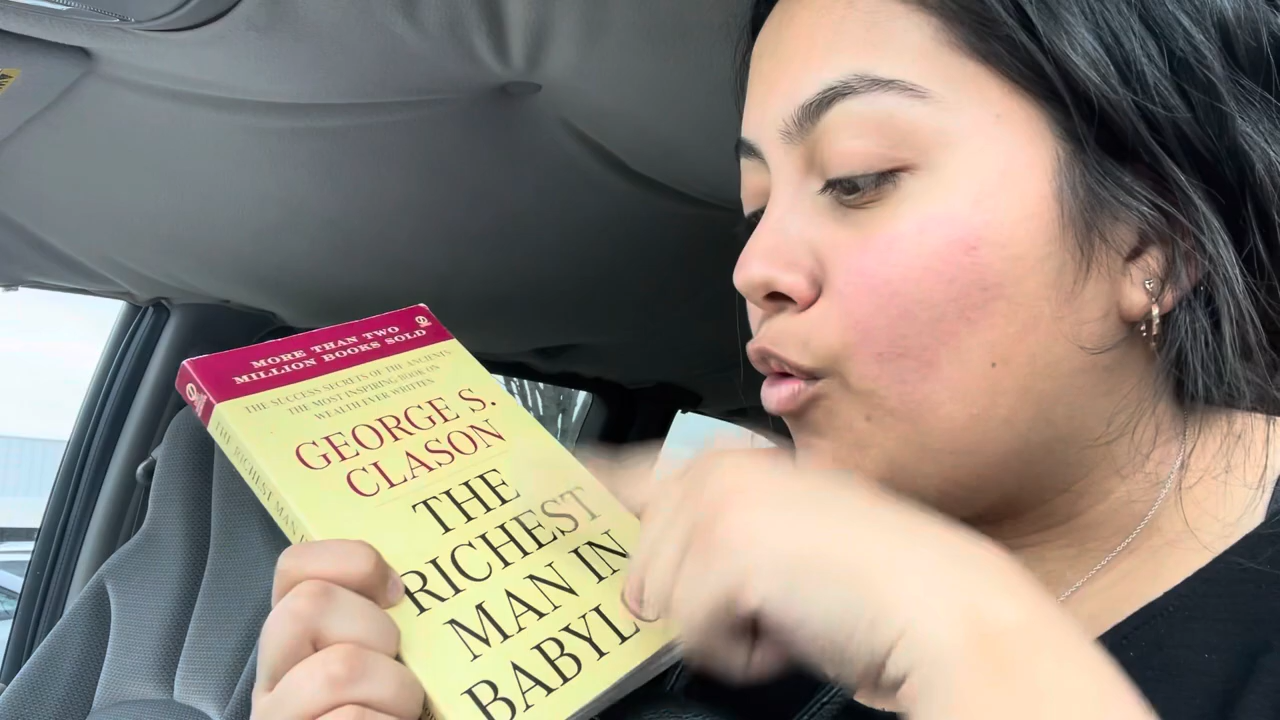 MORE THAN TWO
MILLION BOOKS SOLD
THE SUCCESS SECRETS OF THE ANCIENTS
THE MOST INSPIRING BOOK ON
WEALTH EVER WRITTEN
GEORGE S.
CLASON
THE
RICHEST
MAN IN
BABYL
THE RICHEST MAN